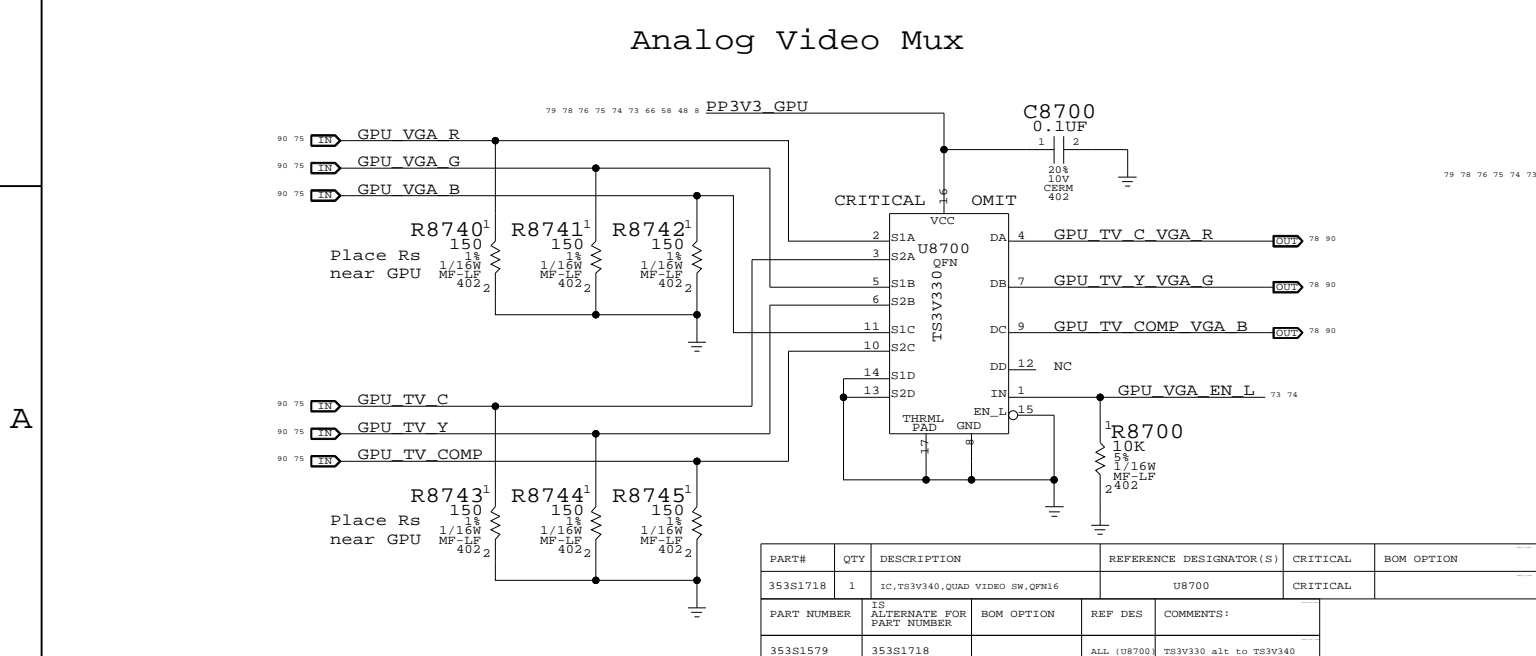 Analog Video Mux
79 78 76 75 74 73 66 58 48 8 PP3V3_GPU
C8700
0.1UF
1 2
20%
10V
CERM
402
90 75 IN GPU_VGA_R
90 75 IN GPU_VGA_G
90 75 IN GPU_VGA_B
79 78 76 75 74 73
CRITICAL 16 OMIT
VCC
U8700
QFN
TS3V330
2 S1A
3 S2A
5 S1B
6 S2B
11 S1C
10 S2C
14 S1D
13 S2D
DA 4 GPU_TV_C_VGA_R OUT 78 90
DB 7 GPU_TV_Y_VGA_G OUT 78 90
DC 9 GPU_TV_COMP_VGA_B OUT 78 90
DD 12 NC
IN 1 GPU_VGA_EN_L 73 74
EN_L 15
THRML
PAD
GND
17 8
Place Rs
near GPU
R8740 1
150
1%
1/16W
MF-LF
402 2
R8741 1
150
1%
1/16W
MF-LF
402 2
R8742 1
150
1%
1/16W
MF-LF
402 2
1 R8700
10K
5%
1/16W
MF-LF
2 402
90 75 IN GPU_TV_C
90 75 IN GPU_TV_Y
90 75 IN GPU_TV_COMP
Place Rs
near GPU
R8743 1
150
1%
1/16W
MF-LF
402 2
R8744 1
150
1%
1/16W
MF-LF
402 2
R8745 1
150
1%
1/16W
MF-LF
402 2
A
PART# QTY DESCRIPTION REFERENCE DESIGNATOR(S) CRITICAL BOM OPTION
353S1718 1 IC,TS3V340,QUAD VIDEO SW,QFN16 U8700 CRITICAL
PART NUMBER IS ALTERNATE FOR PART NUMBER BOM OPTION REF DES COMMENTS:
353S1579 353S1718 ALL (U8700) TS3V330 alt to TS3V340